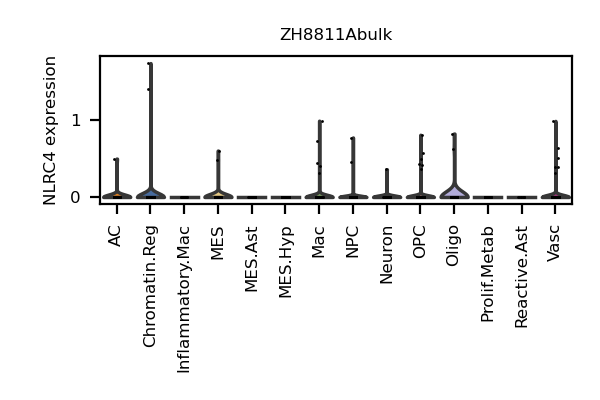 ZH8811Abulk
NLRC4 expression
1
0
AC
Chromatin.Reg
Inflammatory.Mac
MES
MES.Ast
MES.Hyp
Mac
NPC
Neuron
OPC
Oligo
Prolif.Metab
Reactive.Ast
Vasc